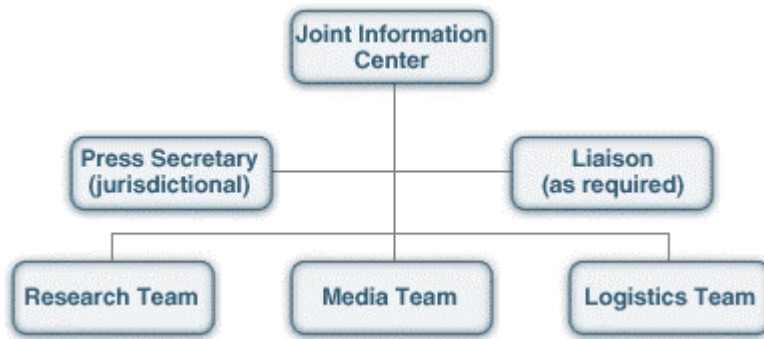 Joint Information
Center
Press Secretary
(jurisdictional)
Liaison
(as required)
Research Team
Media Team
Logistics Team